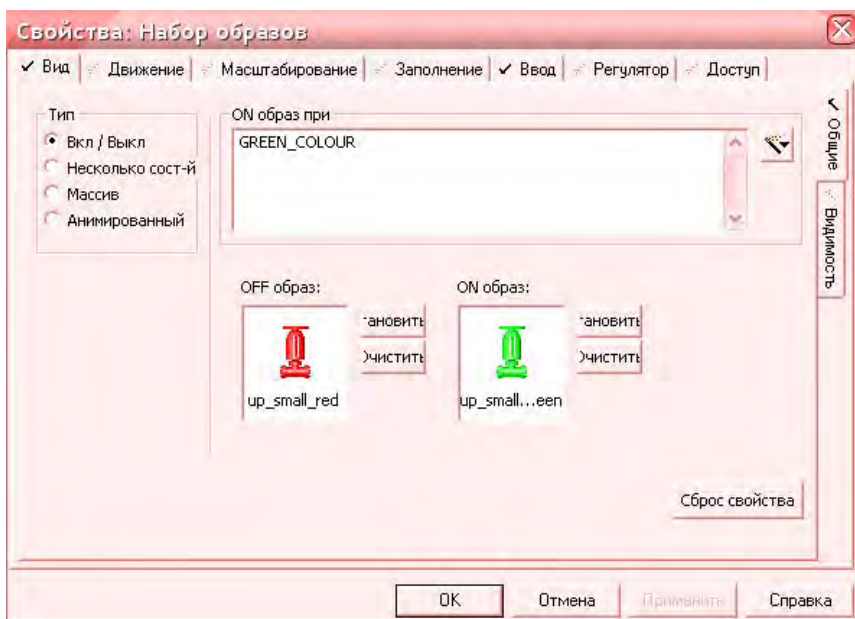 Свойства: Набор образов
Вид Движение Масштабирование Заполнение Ввод Регулятор Доступ
Тип
Вкл / Выкл
Несколько сост-й
Массив
Анимированный
ON образ при
GREEN_COLOUR
OFF образ:
up_small_red
тановить
Очистить
ON образ:
up_small...een
тановить
Очистить
Сброс свойства
Общие
Видимость
OK Отмена Применить Справка